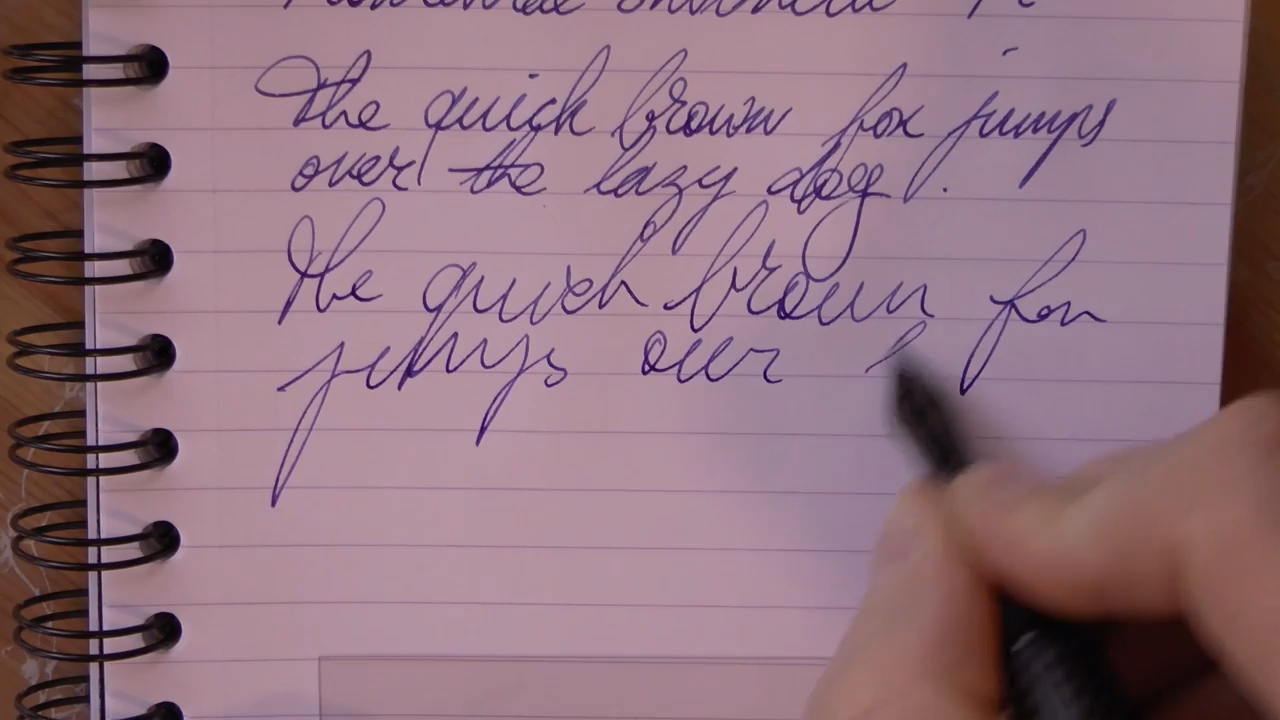 The quick brown fox jumps
over the lazy dog.
The quick brown fox
jumps over